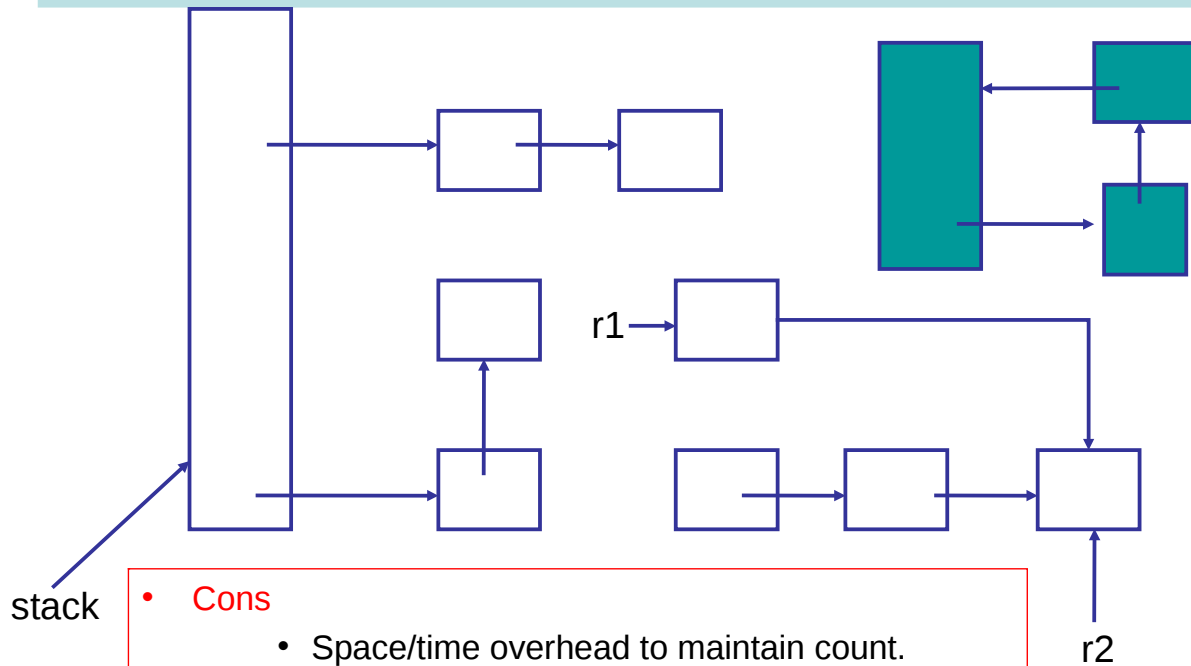 r1
stack
• Cons
• Space/time overhead to maintain count.
r2